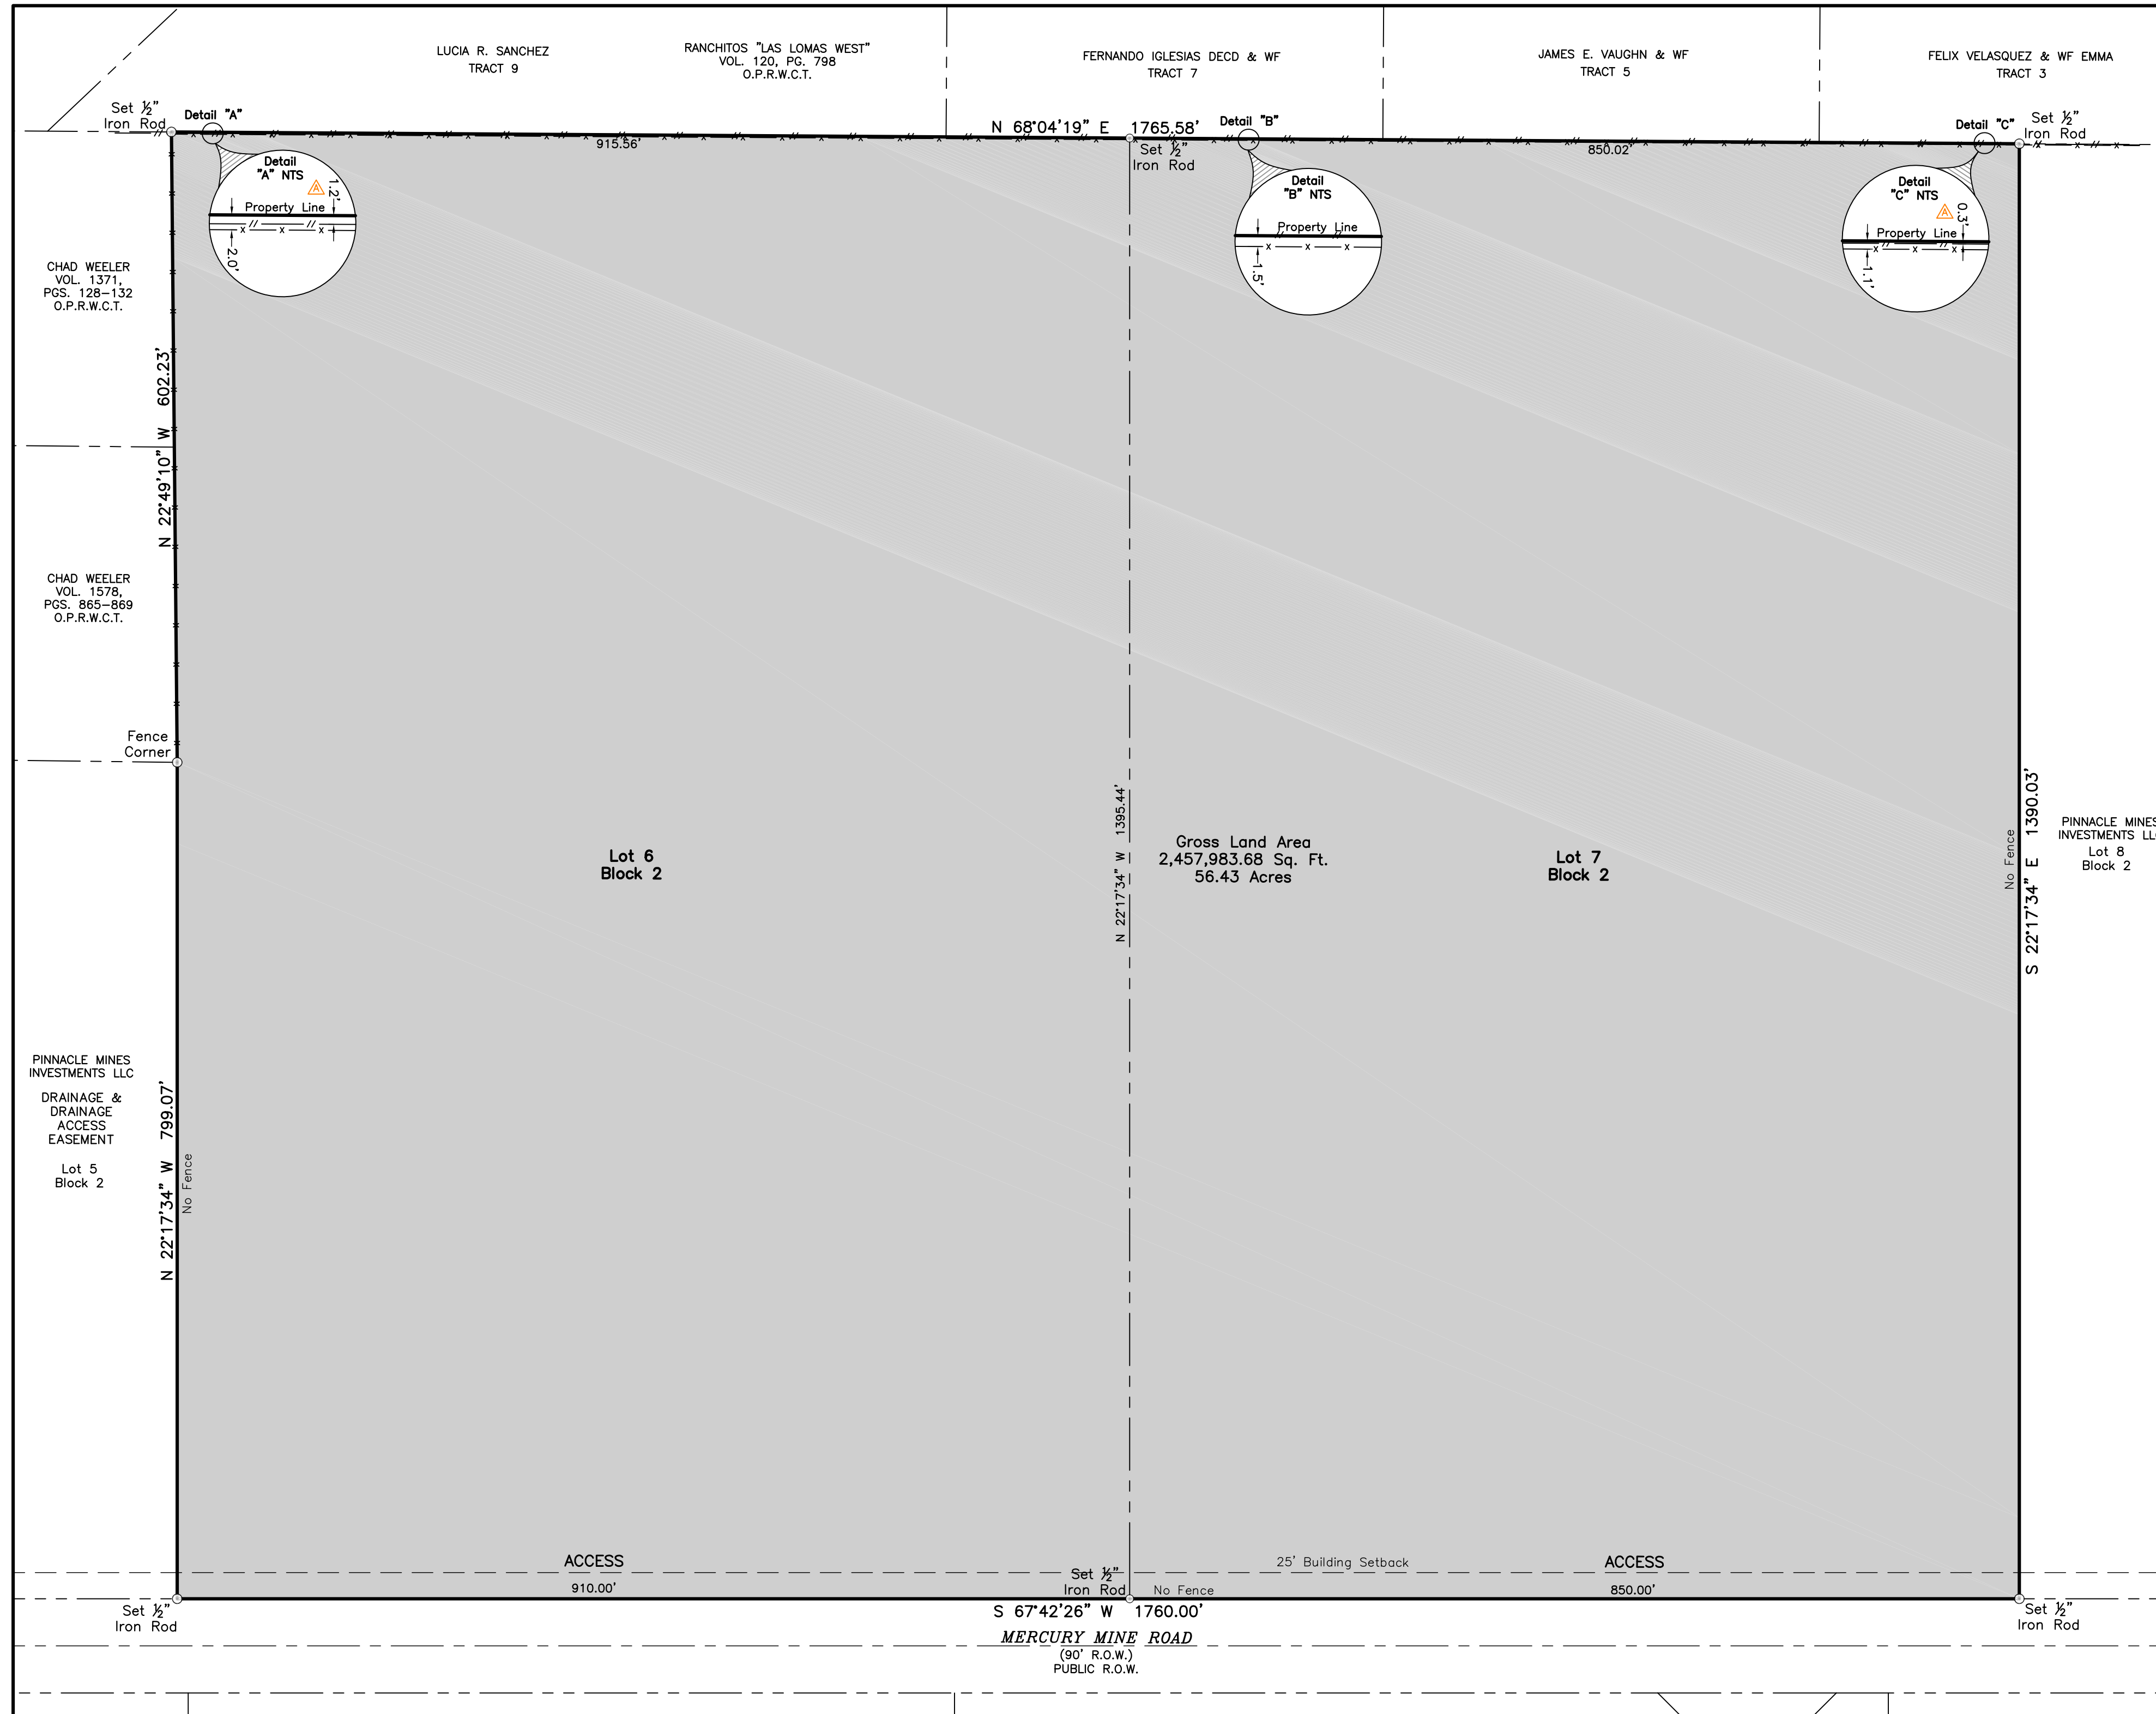 LUCIA R. SANCHEZ
TRACT 9
RANCHITOS "LAS LOMAS WEST"
VOL. 120, PG. 798
O.P.R.W.C.T.
FERNANDO IGLESIAS DECD & WF
TRACT 7
JAMES E. VAUGHN & WF
TRACT 5
FELIX VELASQUEZ & WF EMMA
TRACT 3
Set ½"
Iron Rod
Detail "A"
N 68°04'19" E 1765.58'
Detail "B"
Detail "C"
Set ½"
Iron Rod
915.56'
Set ½"
Iron Rod
850.02'
Detail
"A" NTS
A
1.2'
Property Line
2.0'
Detail
"B" NTS
Property Line
1.5'
Detail
"C" NTS
A
0.3'
Property Line
1.1'
CHAD WEELER
VOL. 1371,
PGS. 128-132
O.P.R.W.C.T.
N 22°49'10" W 602.23'
CHAD WEELER
VOL. 1578,
PGS. 865-869
O.P.R.W.C.T.
Fence
Corner
Lot 6
Block 2
N 22°17'34" W 1395.44'
Gross Land Area
2,457,983.68 Sq. Ft.
56.43 Acres
Lot 7
Block 2
No Fence
S 22°17'34" E 1390.03'
PINNACLE MINES
INVESTMENTS LLC
Lot 8
Block 2
PINNACLE MINES
INVESTMENTS LLC
DRAINAGE &
DRAINAGE
ACCESS
EASEMENT
Lot 5
Block 2
N 22°17'34" W 799.07'
No Fence
ACCESS
25' Building Setback
ACCESS
910.00'
Set ½"
Iron Rod
No Fence
850.00'
Set ½"
Iron Rod
S 67°42'26" W 1760.00'
Set ½"
Iron Rod
MERCURY MINE ROAD
(90' R.O.W.)
PUBLIC R.O.W.